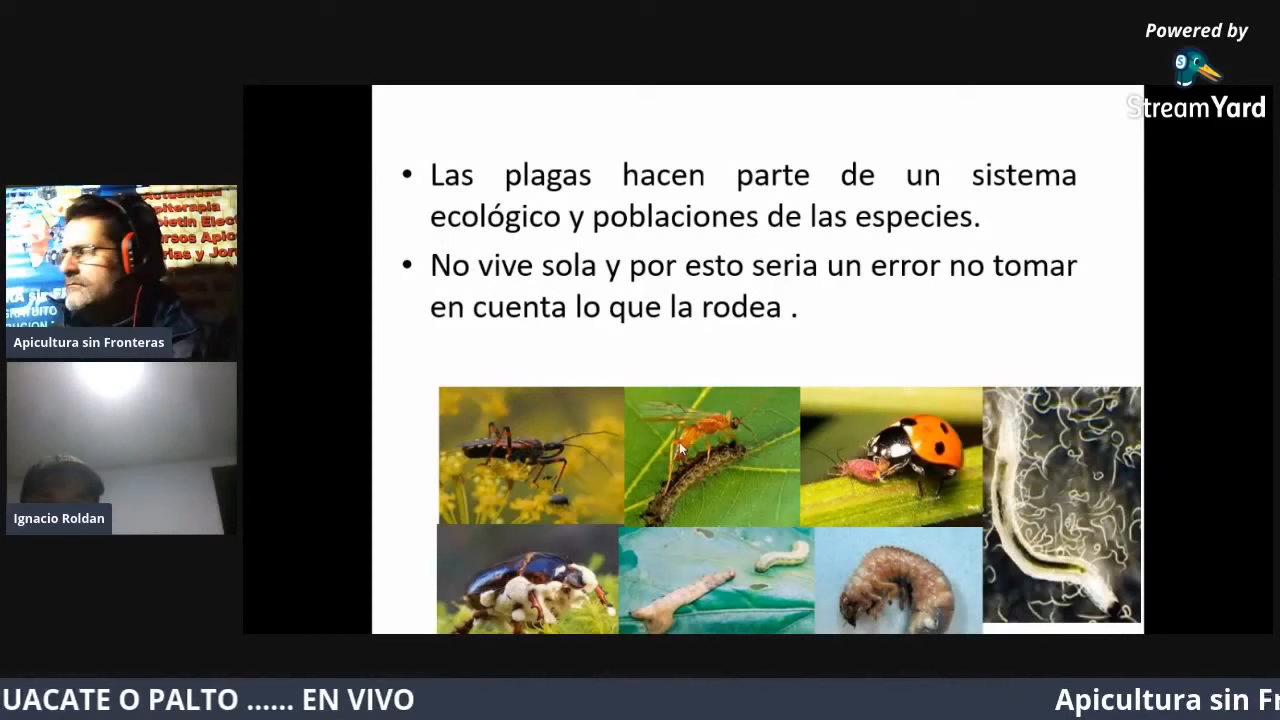 Powered by
StreamYard
• Las plagas hacen parte de un sistema
ecológico y poblaciones de las especies.
• No vive sola y por esto seria un error no tomar
en cuenta lo que la rodea .
Apicultura sin Fronteras
Ignacio Roldan
UACATE O PALTO ...... EN VIVO
Apicultura sin Fr